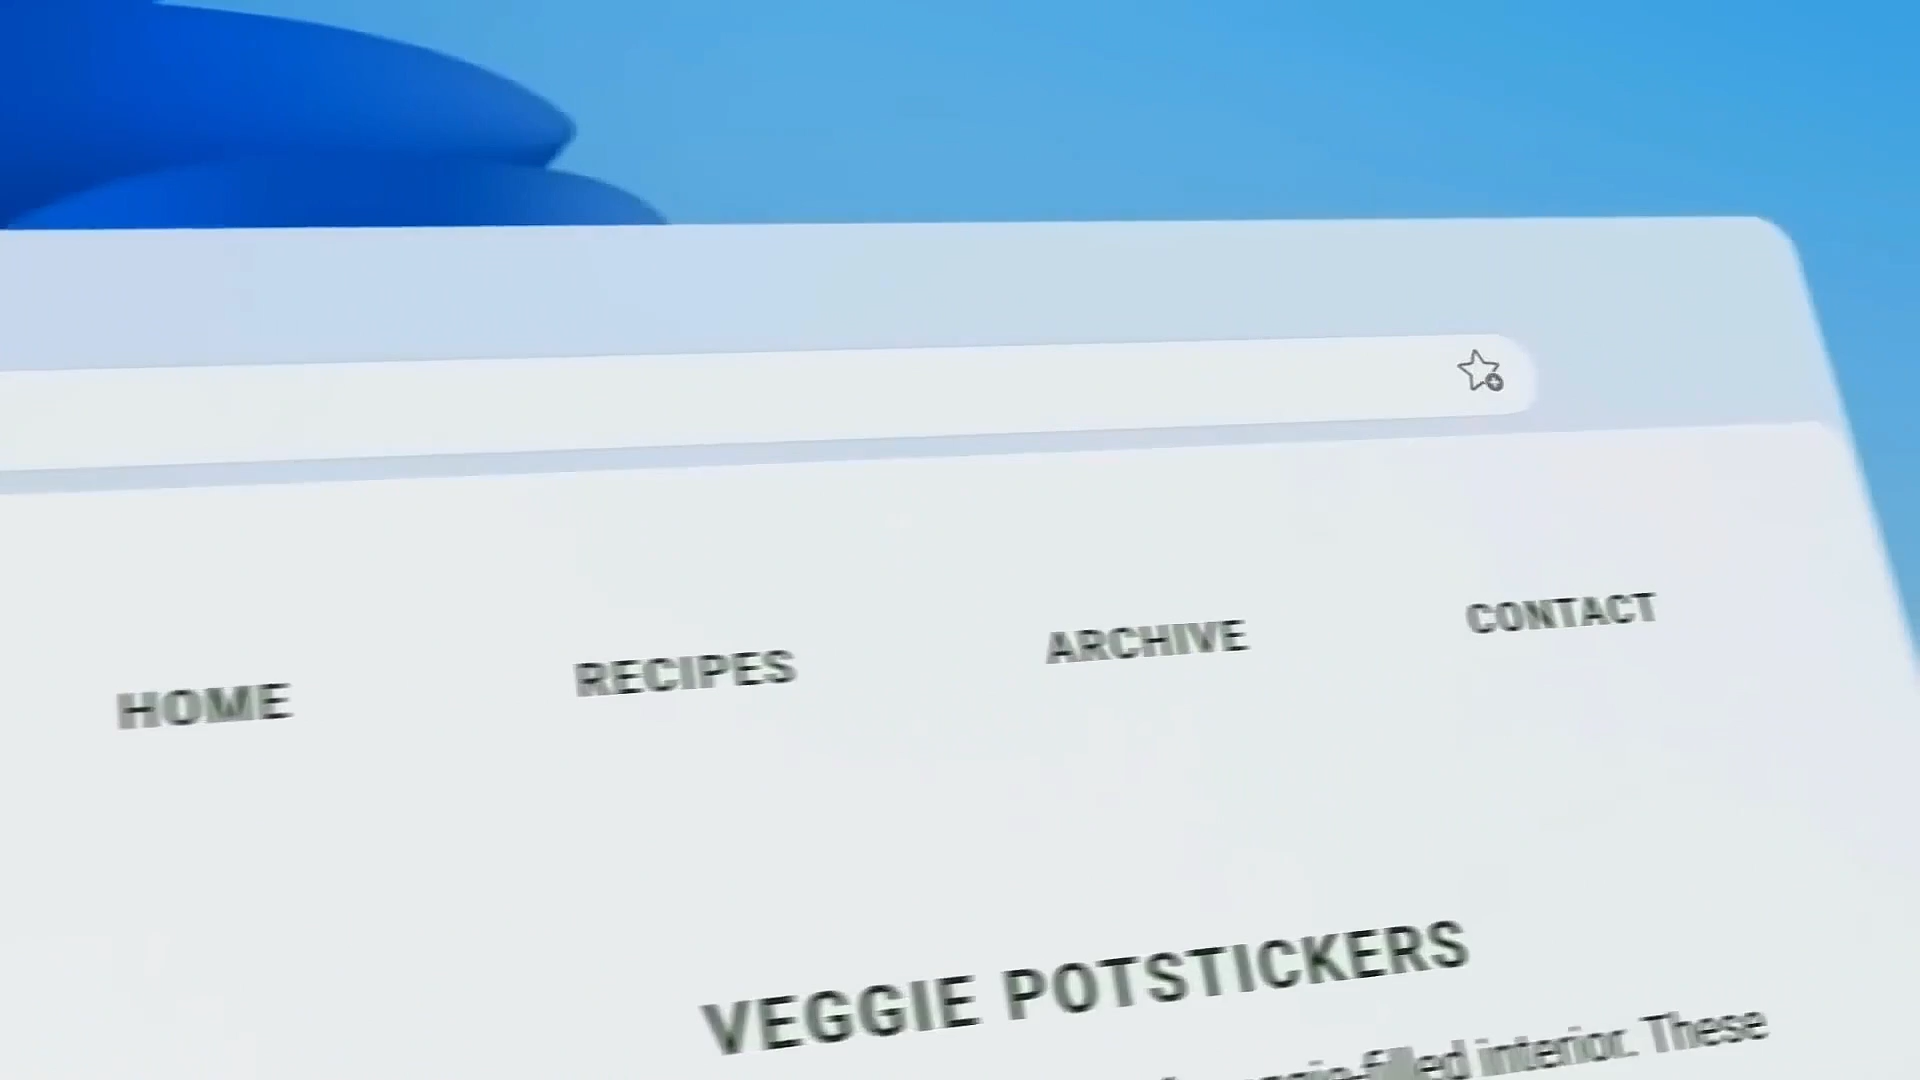 HOME RECIPES ARCHIVE CONTACT
VEGGIE POTSTICKERS
interior. These